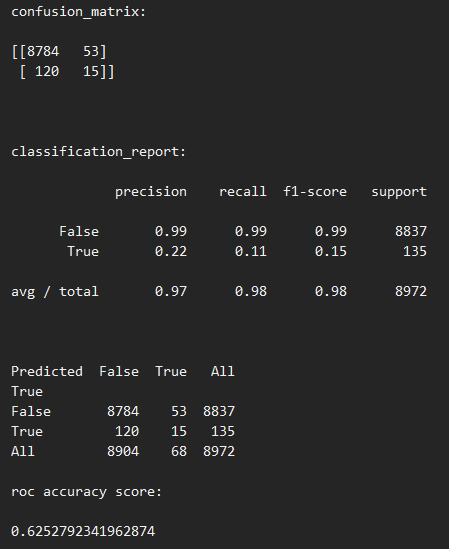 confusion_matrix:
[[8784   53]
 [ 120   15]]
classification_report:
             precision    recall  f1-score   support
      False       0.99      0.99      0.99      8837
       True       0.22      0.11      0.15       135
avg / total       0.97      0.98      0.98      8972
Predicted  False  True   All
True
False       8784    53  8837
True         120    15   135
All         8904    68  8972
roc accuracy score:
0.6252792341962874